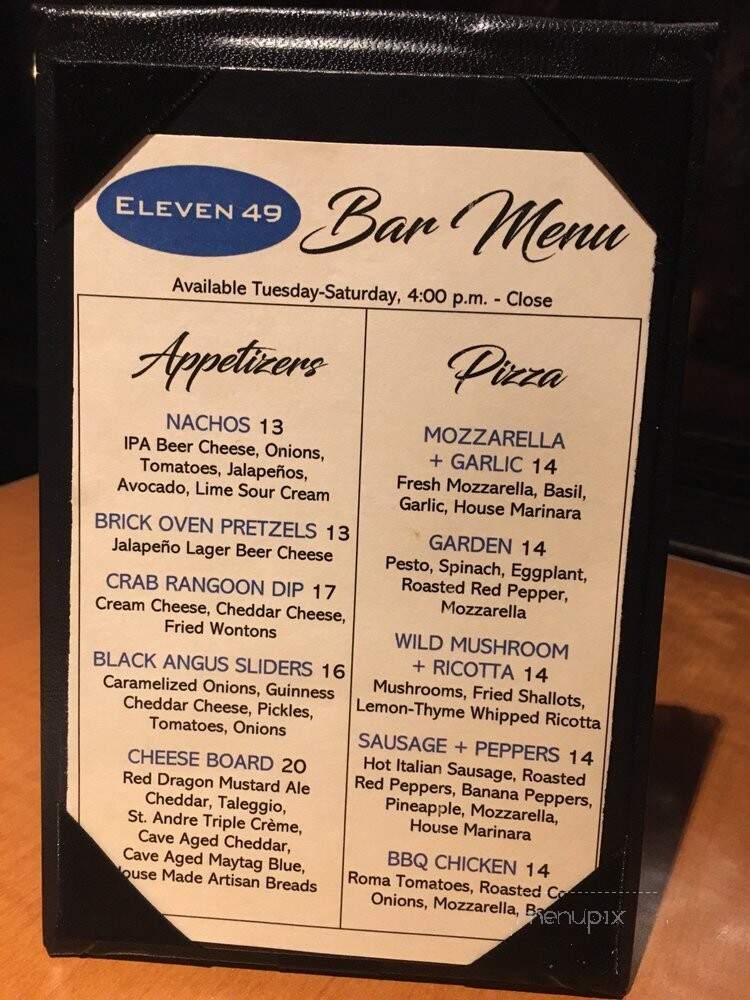 ELEVEN 49
Bar Menu
Available Tuesday-Saturday, 4:00 p.m. - Close
Appetizers
NACHOS 13
IPA Beer Cheese, Onions,
Tomatoes, Jalapeños,
Avocado, Lime Sour Cream
BRICK OVEN PRETZELS 13
Jalapeño Lager Beer Cheese
CRAB RANGOON DIP 17
Cream Cheese, Cheddar Cheese,
Fried Wontons
BLACK ANGUS SLIDERS 16
Caramelized Onions, Guinness
Cheddar Cheese, Pickles,
Tomatoes, Onions
CHEESE BOARD 20
Red Dragon Mustard Ale
Cheddar, Taleggio,
St. Andre Triple Crème,
Cave Aged Cheddar,
Cave Aged Maytag Blue,
Made Artisan Breads
Pizza
MOZZARELLA
+ GARLIC 14
Fresh Mozzarella, Basil,
Garlic, House Marinara
GARDEN 14
Pesto, Spinach, Eggplant,
Roasted Red Pepper,
Mozzarella
WILD MUSHROOM
+ RICOTTA 14
Mushrooms, Fried Shallots,
Lemon-Thyme Whipped Ricotta
SAUSAGE + PEPPERS 14
Hot Italian Sausage, Roasted
Red Peppers, Banana Peppers,
Pineapple, Mozzarella,
House Marinara
BBQ CHICKEN 14
Roma Tomatoes, Roasted
Onions, Mozzarella,
menupix